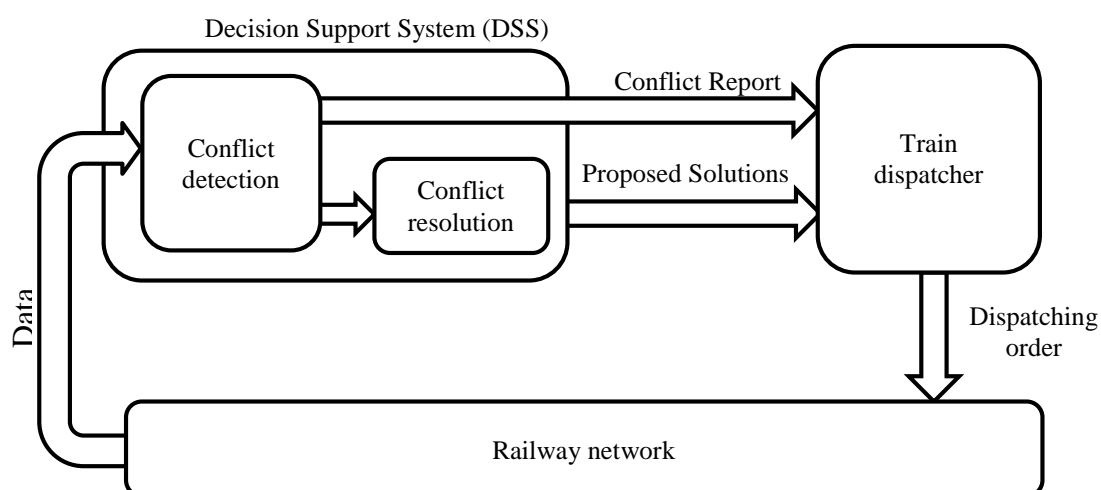 Decision Support System (DSS)
Conflict Report
Conflict
detection
Train
dispatcher
Proposed Solutions
Conflict
resolution
Data
Dispatching
order
Railway network